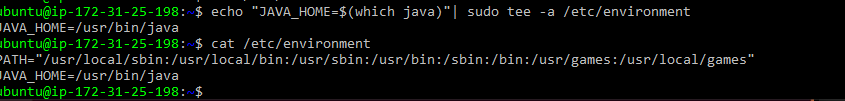 ubuntu@ip-172-31-25-198:~$ echo "JAVA_HOME=$(which java)"| sudo tee -a /etc/environment
JAVA_HOME=/usr/bin/java
ubuntu@ip-172-31-25-198:~$ cat /etc/environment
PATH="/usr/local/sbin:/usr/local/bin:/usr/sbin:/usr/bin:/sbin:/bin:/usr/games:/usr/local/games"
JAVA_HOME=/usr/bin/java
ubuntu@ip-172-31-25-198:~$